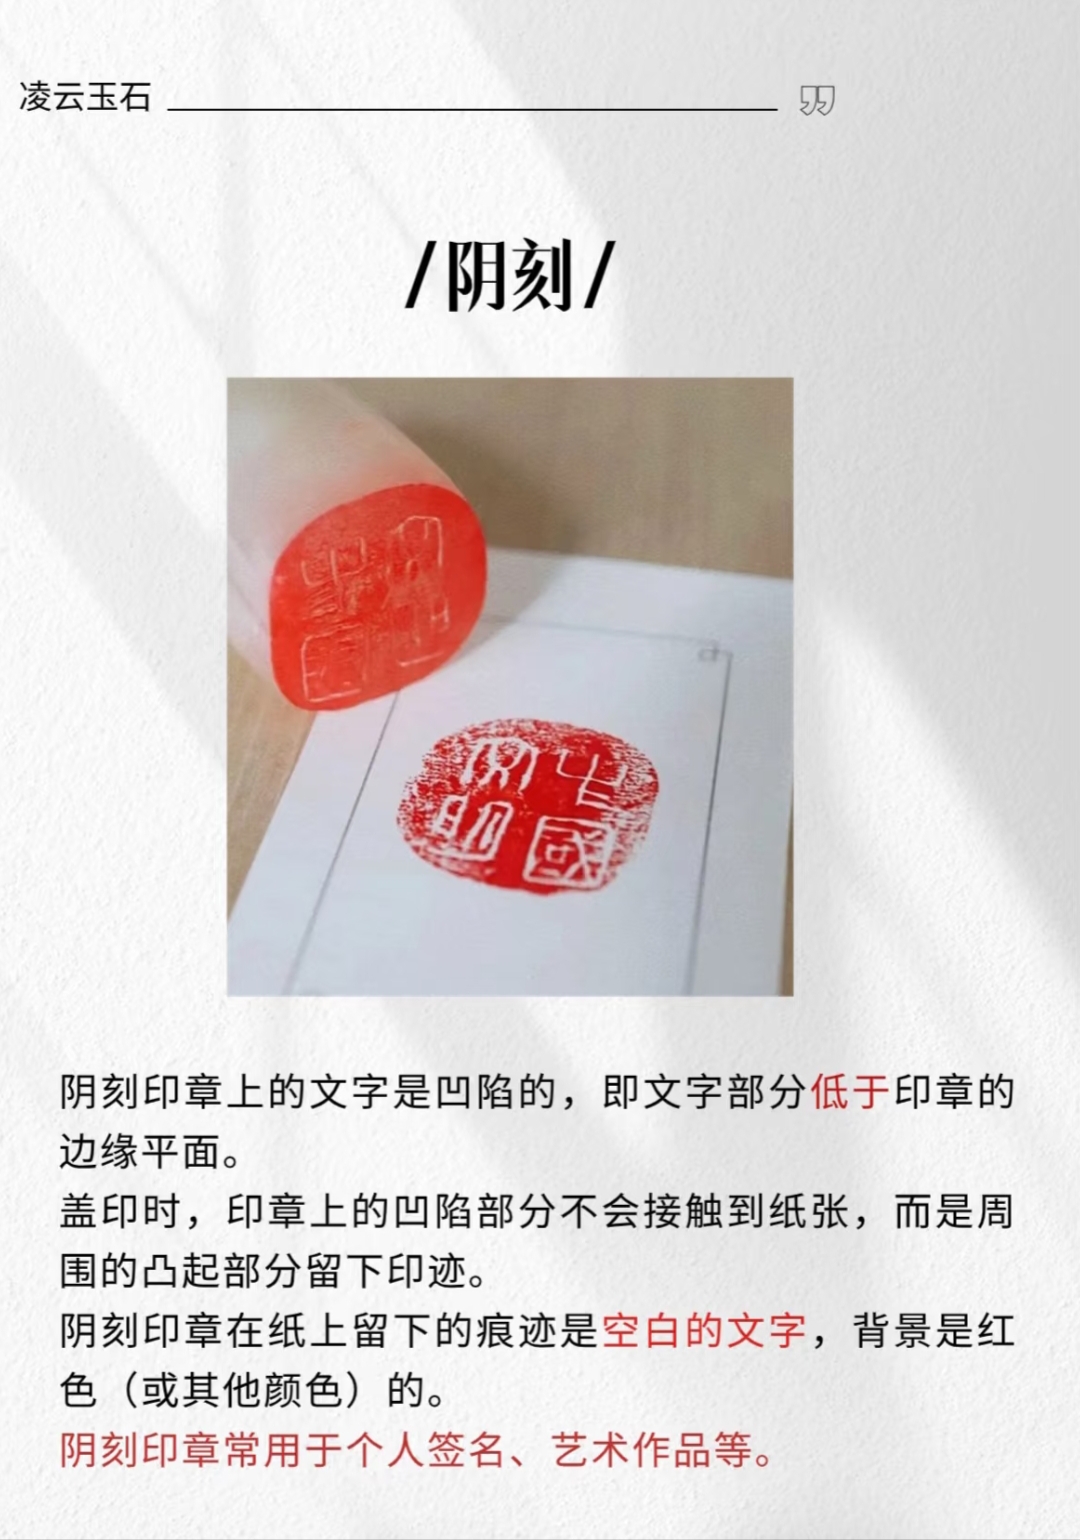 凌云玉石
/阴刻/
阴刻印章上的文字是凹陷的，即文字部分低于印章的
边缘平面。
盖印时，印章上的凹陷部分不会接触到纸张，而是周
围的凸起部分留下印迹。
阴刻印章在纸上留下的痕迹是空白的文字，背景是红
色（或其他颜色）的。
阴刻印章常用于个人签名、艺术作品等。